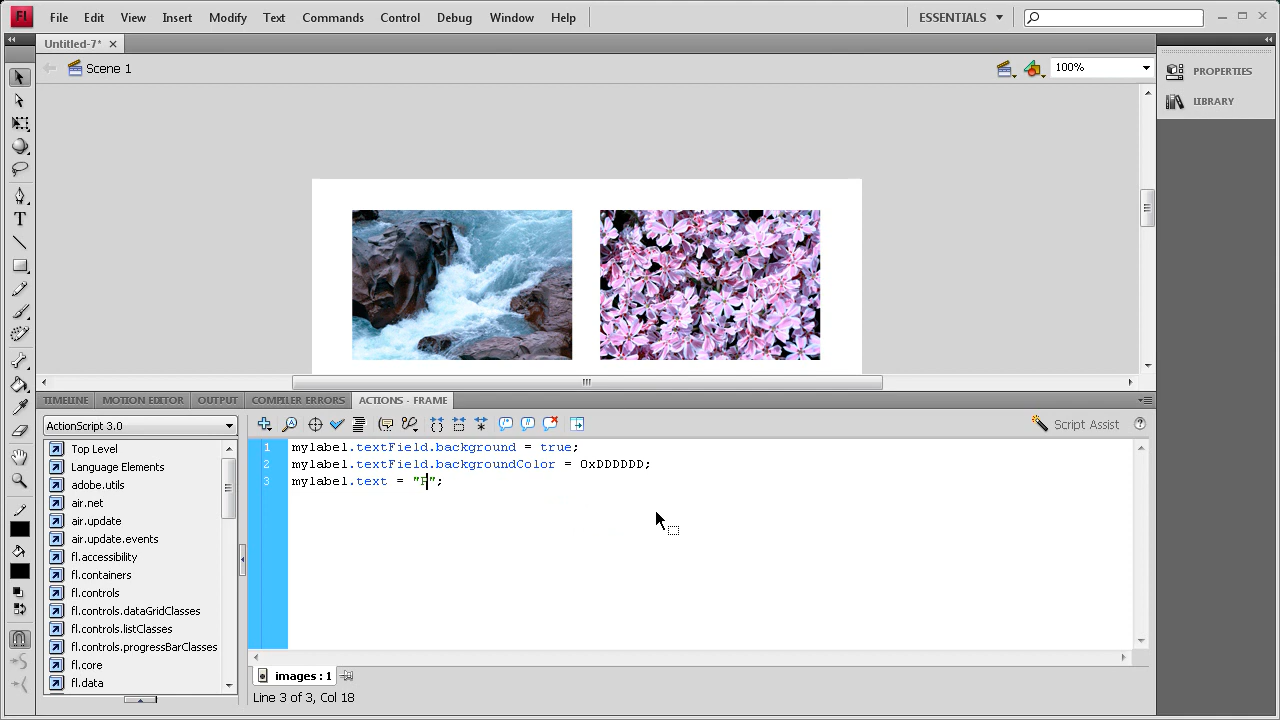 Fl File Edit View Insert Modify Text Commands Control Debug Window Help ESSENTIALS
Untitled-7*
Scene 1 100%
PROPERTIES
LIBRARY
T
TIMELINE MOTION EDITOR OUTPUT COMPILER ERRORS ACTIONS - FRAME
ActionScript 3.0 Script Assist
Top Level
Language Elements
adobe.utils
air.net
air.update
air.update.events
fl.accessibility
fl.containers
fl.controls
fl.controls.dataGridClasses
fl.controls.listClasses
fl.controls.progressBarClasses
fl.core
fl.data
1 mylabel.textField.background = true;
2 mylabel.textField.backgroundColor = 0xDDDDDD;
3 mylabel.text = "F";
images : 1
Line 3 of 3, Col 18